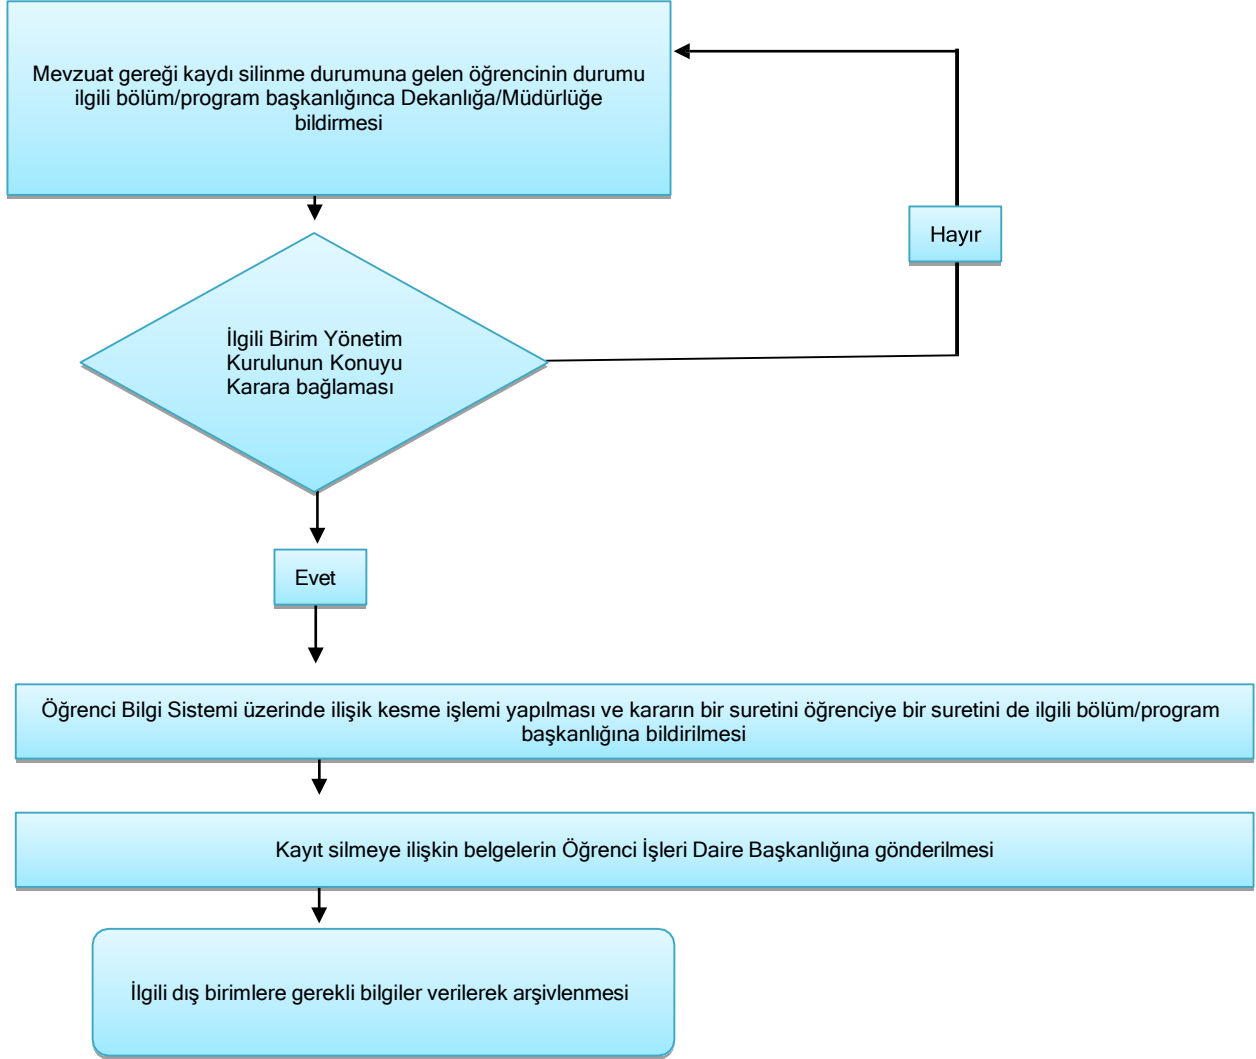 Mevzuat gereği kaydı silinme durumuna gelen öğrencinin durumu
ilgili bölüm/program başkanlığınca Dekanlığa/Müdürlüğe
bildirmesi
Hayır
İlgili Birim Yönetim
Kurulunun Konuyu
Karara bağlaması
Evet
Öğrenci Bilgi Sistemi üzerinde ilişik kesme işlemi yapılması ve kararın bir suretini öğrenciye bir suretini de ilgili bölüm/program
başkanlığına bildirilmesi
Kayıt silmeye ilişkin belgelerin Öğrenci İşleri Daire Başkanlığına gönderilmesi
İlgili dış birimlere gerekli bilgiler verilerek arşivlenmesi